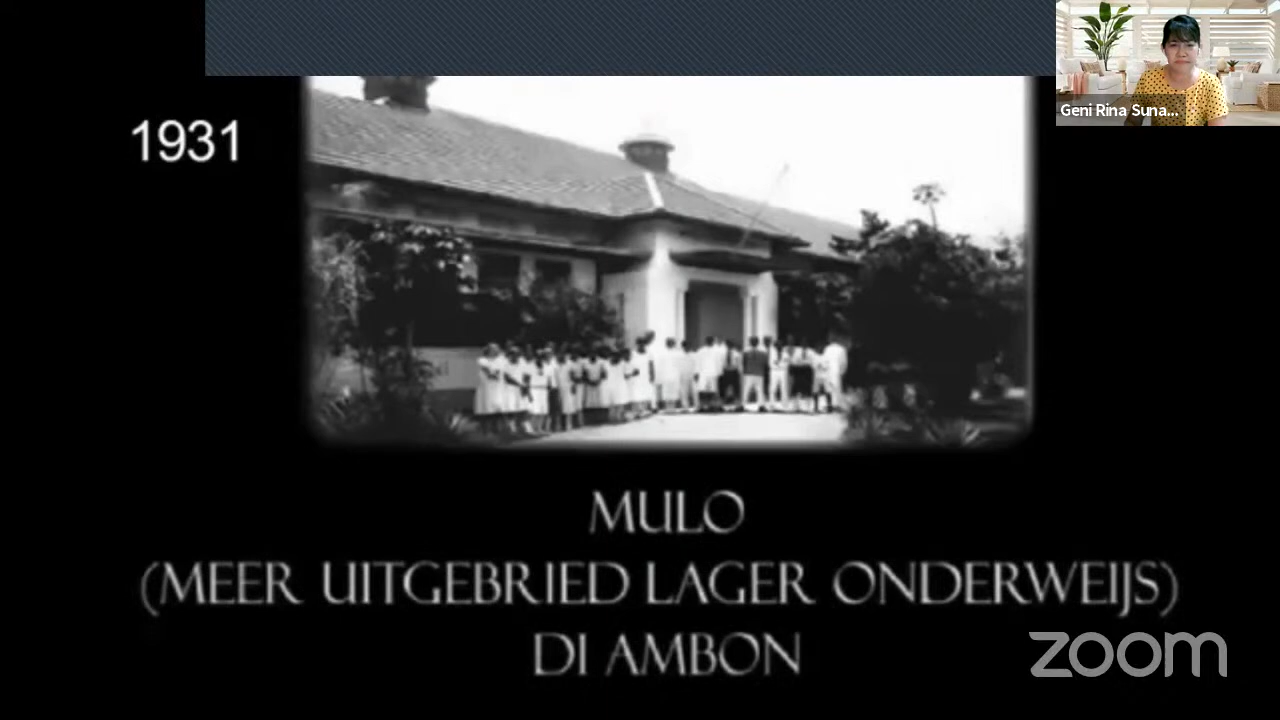 Geni Rina Suna...
1931
MULO
(MEER UITGEBRIED LAGER ONDERWEIJS)
DI AMBON
zoom